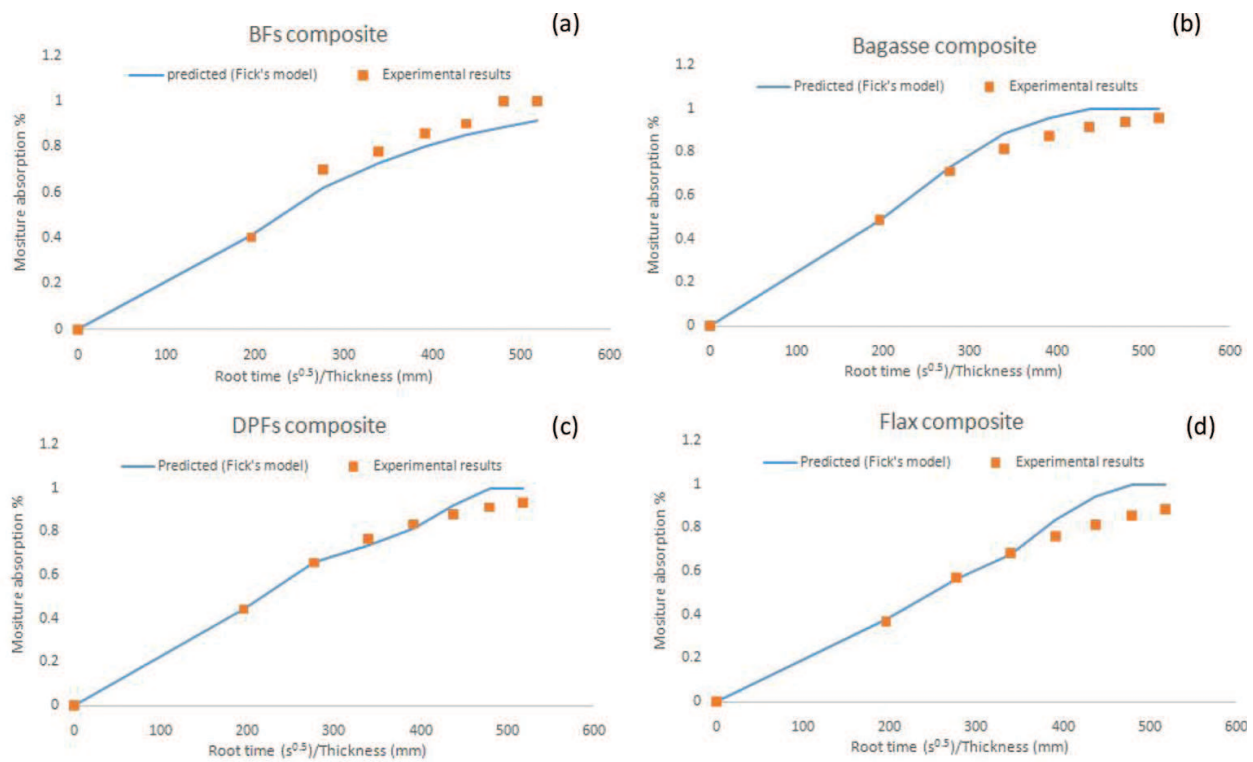 BFs composite
(a)
1.2
predicted (Fick's model) Experimental results
1
0.8
0.6
0.4
0.2
0
Mositure absorption %
0 100 200 300 400 500 600
Root time (s^0.5)/Thickness (mm)
Bagasse composite
(b)
1.2
Predicted (Fick's model) Experimental results
1
0.8
0.6
0.4
0.2
0
Mositure absorption %
0 100 200 300 400 500 600
Root time (s^0.5)/Thickness (mm)
DPFs composite
(c)
1.2
Predicted (Fick's model) Experimental results
1
0.8
0.6
0.4
0.2
0
Mositure absorption %
0 100 200 300 400 500 600
Root time (s^0.5)/Thickness (mm)
Flax composite
(d)
1.2
Predicted (Fick's model) Experimental results
1
0.8
0.6
0.4
0.2
0
Mositure absorption %
0 100 200 300 400 500 600
Root time (s^0.5)/Thickness (mm)